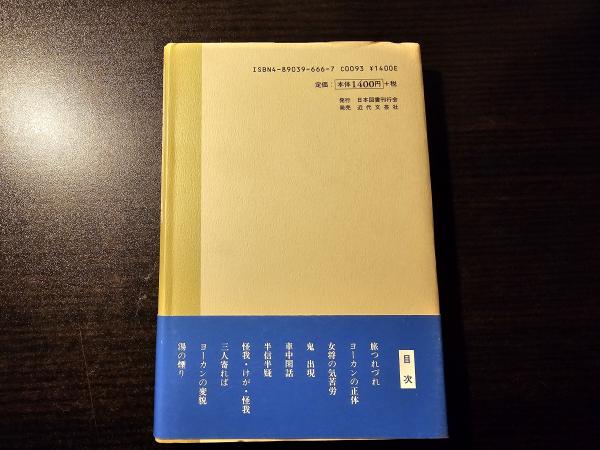 ISBN4-89039-666-7 C0093 ¥1400E
定価：本体1400円+税
発行 日本図書刊行会
発売 近代文芸社
目次
旅つれづれ
ヨーカンの正体
女将の気苦労
鬼 出現
車中閑話
半信半疑
怪我・けが・怪我
三人寄れば
ヨーカンの変貌
湯の煙り